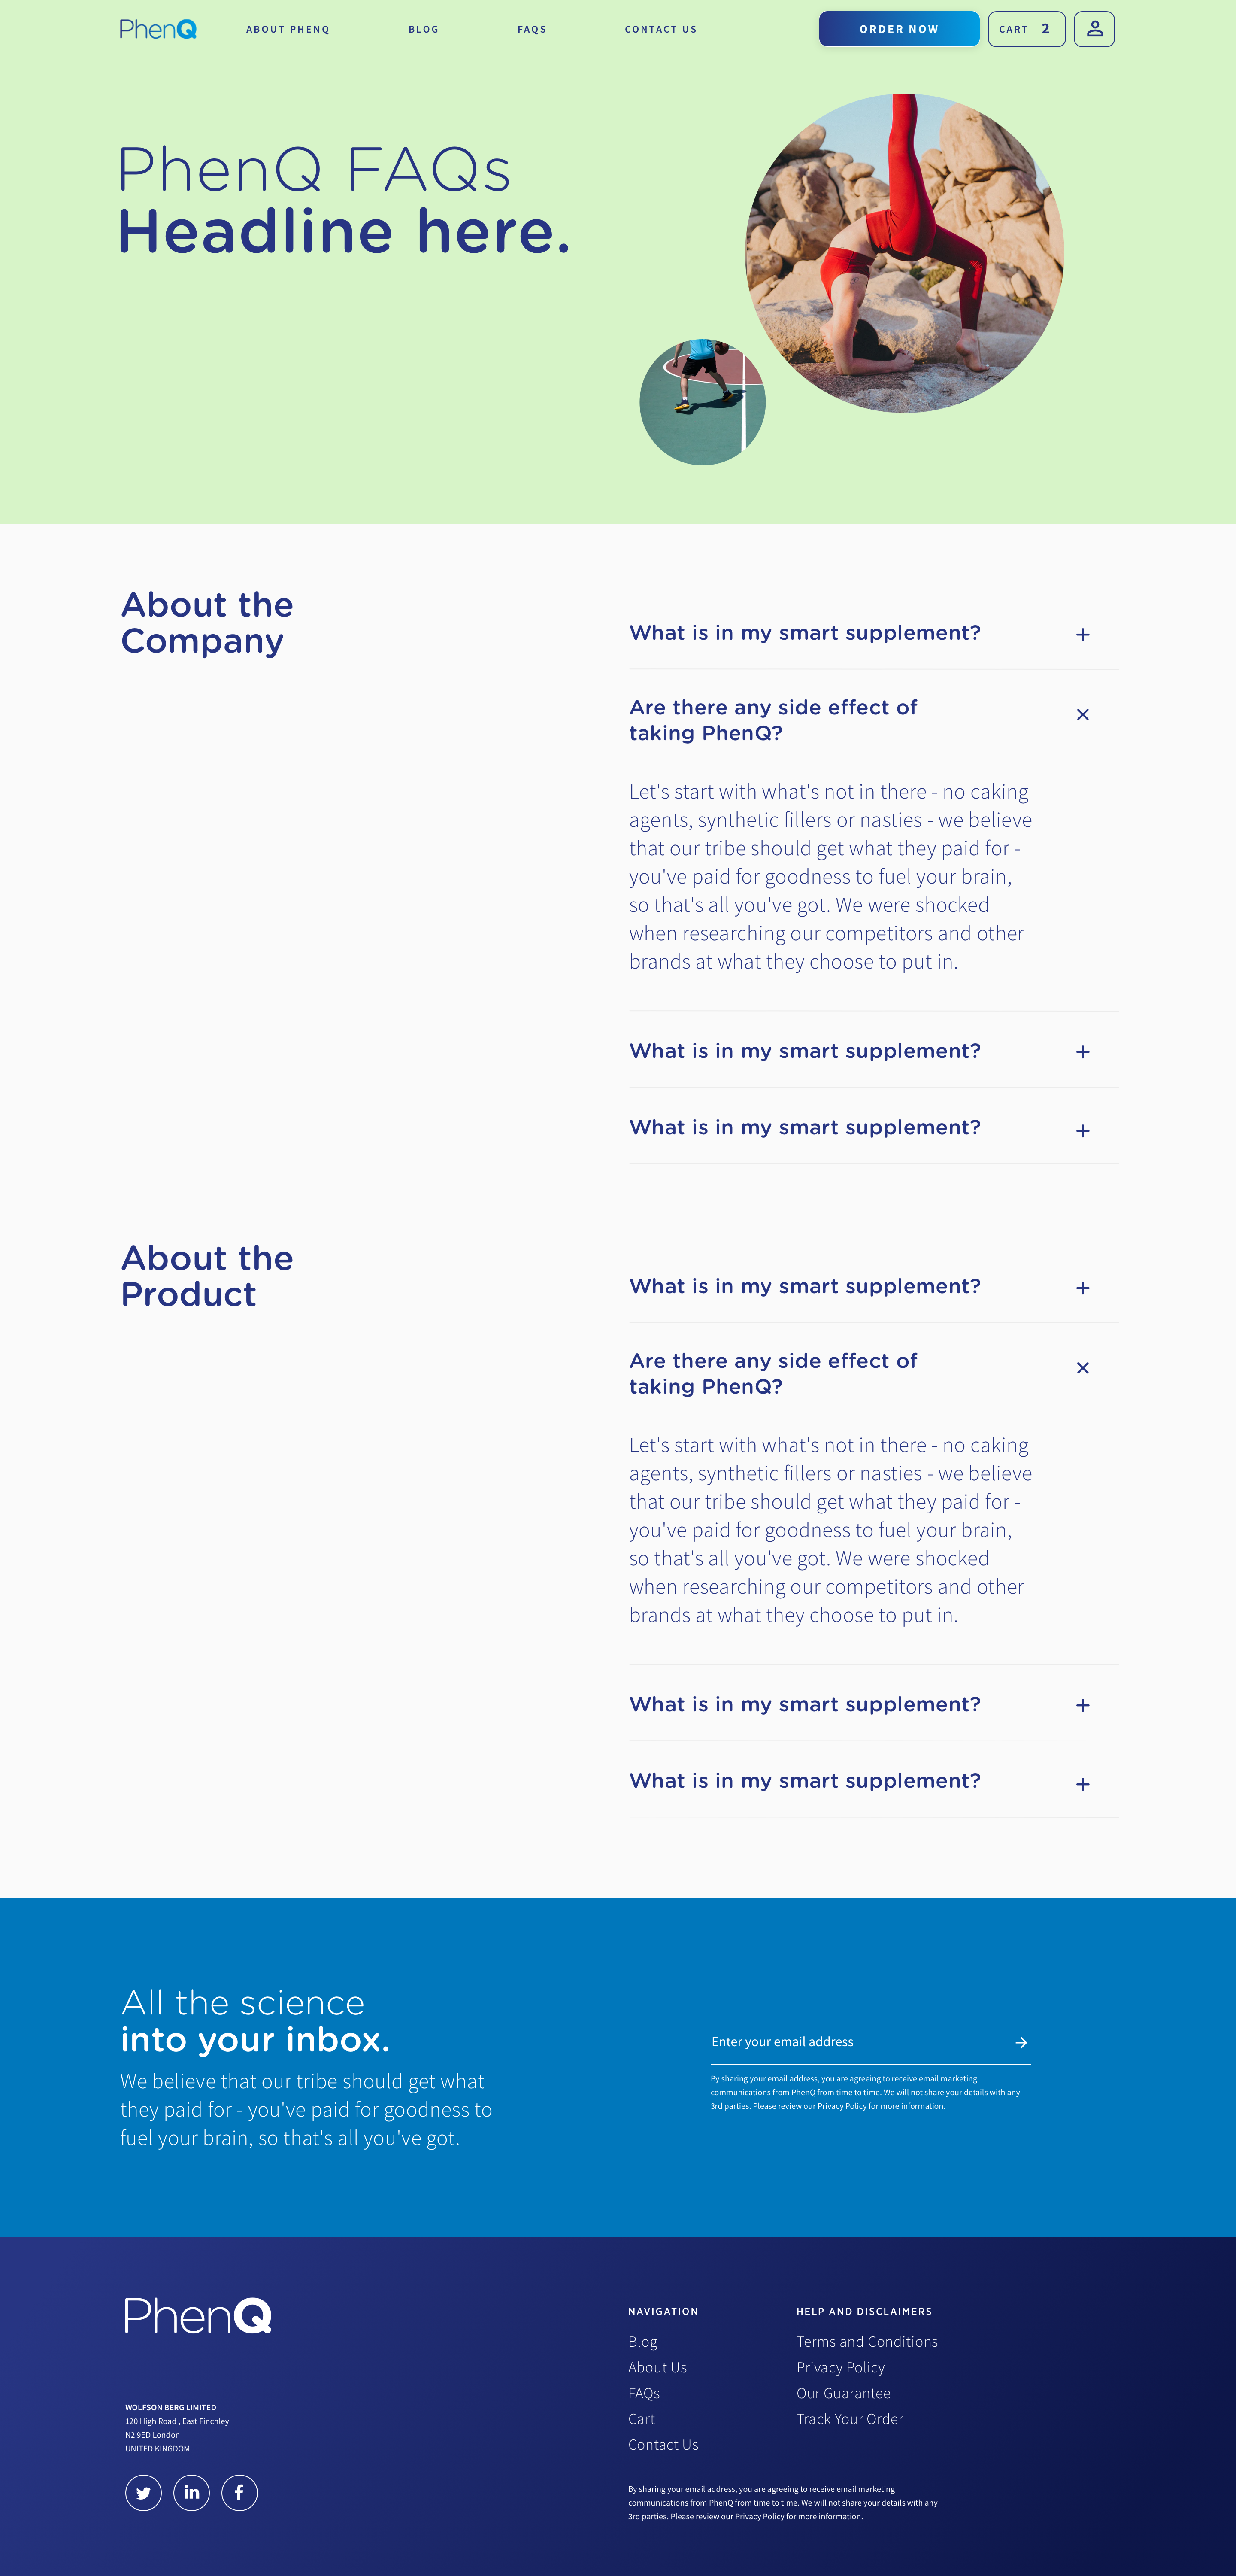 PhenQ
ABOUT PHENQ
BLOG
FAQS
CONTACT US
ORDER NOW
CART 2
PhenQ FAQs
Headline here.
About the
Company
What is in my smart supplement?
Are there any side effect of
taking PhenQ?
Let's start with what's not in there - no caking
agents, synthetic fillers or nasties - we believe
that our tribe should get what they paid for -
you've paid for goodness to fuel your brain,
so that's all you've got. We were shocked
when researching our competitors and other
brands at what they choose to put in.
What is in my smart supplement?
What is in my smart supplement?
About the
Product
What is in my smart supplement?
Are there any side effect of
taking PhenQ?
Let's start with what's not in there - no caking
agents, synthetic fillers or nasties - we believe
that our tribe should get what they paid for -
you've paid for goodness to fuel your brain,
so that's all you've got. We were shocked
when researching our competitors and other
brands at what they choose to put in.
What is in my smart supplement?
What is in my smart supplement?
All the science
into your inbox.
We believe that our tribe should get what
they paid for - you've paid for goodness to
fuel your brain, so that's all you've got.
Enter your email address
By sharing your email address, you are agreeing to receive email marketing
communications from PhenQ from time to time. We will not share your details with any
3rd parties. Please review our Privacy Policy for more information.
PhenQ
WOLFSON BERG LIMITED
120 High Road , East Finchley
N2 9ED London
UNITED KINGDOM
NAVIGATION
Blog
About Us
FAQs
Cart
Contact Us
HELP AND DISCLAIMERS
Terms and Conditions
Privacy Policy
Our Guarantee
Track Your Order
By sharing your email address, you are agreeing to receive email marketing
communications from PhenQ from time to time. We will not share your details with any
3rd parties. Please review our Privacy Policy for more information.